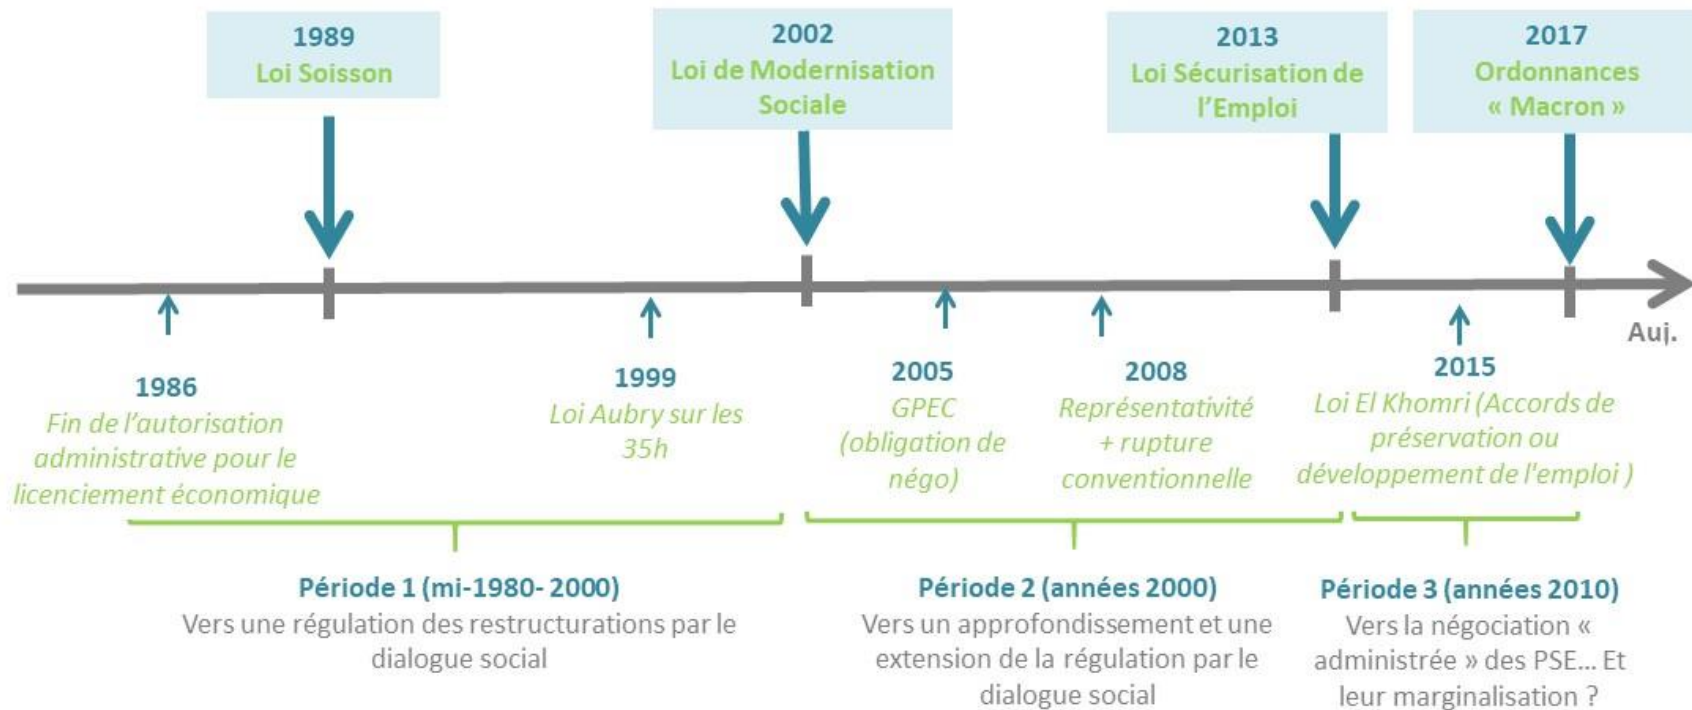 1989
Loi Soisson
2002
Loi de Modernisation
Sociale
2013
Loi Sécurisation de
l’Emploi
2017
Ordonnances
« Macron »
Auj.
1986
Fin de l’autorisation
administrative pour le
licenciement économique
1999
Loi Aubry sur les
35h
2005
GPEC
(obligation de
négo)
2008
Représentativité
+ rupture
conventionnelle
2015
Loi El Khomri (Accords de
préservation ou
développement de l'emploi )
Période 1 (mi-1980- 2000)
Vers une régulation des restructurations par le
dialogue social
Période 2 (années 2000)
Vers un approfondissement et une
extension de la régulation par le
dialogue social
Période 3 (années 2010)
Vers la négociation «
administrée » des PSE... Et
leur marginalisation ?